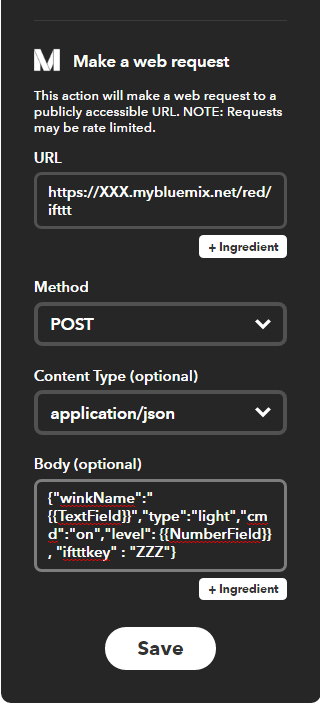 Make a web request
This action will make a web request to a
publicly accessible URL. NOTE: Requests
may be rate limited.
URL
https://XXX.mybluemix.net/red/
ifttt
+ Ingredient
Method
POST
Content Type (optional)
application/json
Body (optional)
{"winkName":"
{{TextField}}","type":"light","cm
d":"on","level": {{NumberField}}
, "iftttkey" : "ZZZ"}
+ Ingredient
Save